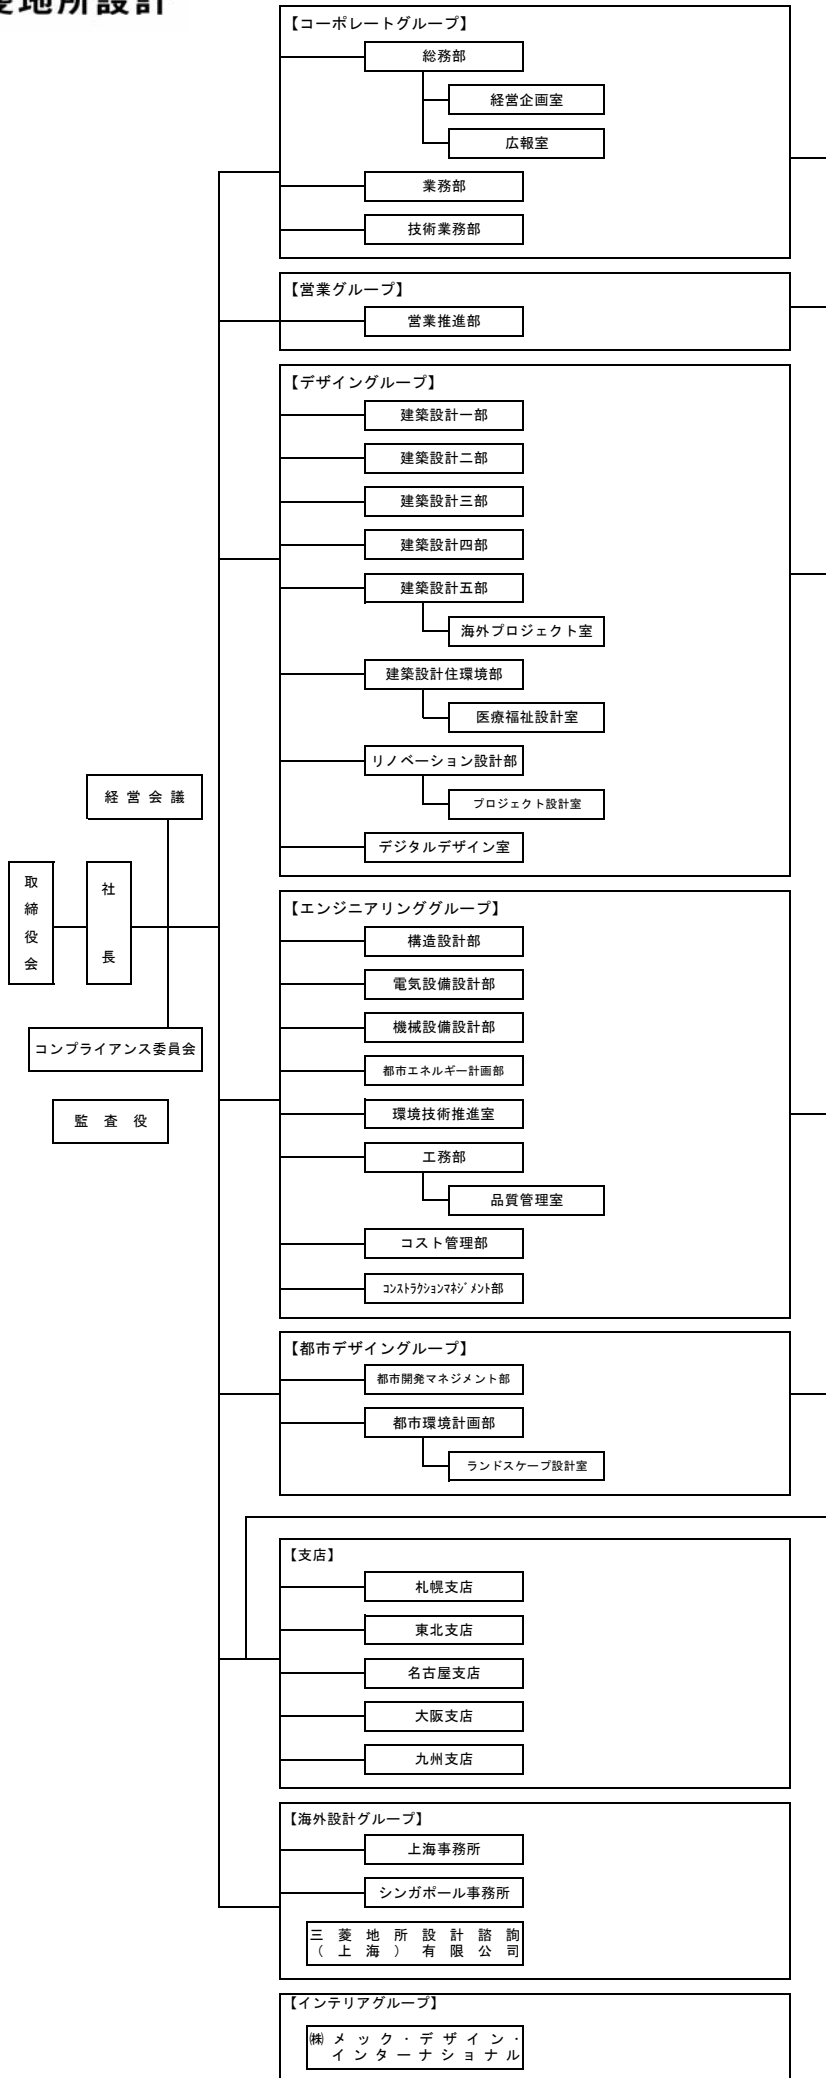 菱地所設計
【コーポレートグループ】
総務部
経営企画室
広報室
業務部
技術業務部
【営業グループ】
営業推進部
【デザイングループ】
建築設計一部
建築設計二部
建築設計三部
建築設計四部
建築設計五部
海外プロジェクト室
建築設計住環境部
医療福祉設計室
リノベーション設計部
プロジェクト設計室
デジタルデザイン室
経営会議
取締役会
社長
コンプライアンス委員会
監査役
【エンジニアリンググループ】
構造設計部
電気設備設計部
機械設備設計部
都市エネルギー計画部
環境技術推進室
工務部
品質管理室
コスト管理部
ｺﾝｽﾄﾗｸｼｮﾝﾏﾈｼﾞﾒﾝﾄ部
【都市デザイングループ】
都市開発マネジメント部
都市環境計画部
ランドスケープ設計室
【支店】
札幌支店
東北支店
名古屋支店
大阪支店
九州支店
【海外設計グループ】
上海事務所
シンガポール事務所
三菱地所設計諮詢
（上海）有限公司
【インテリアグループ】
㈱メック・デザイン・
インターナショナル